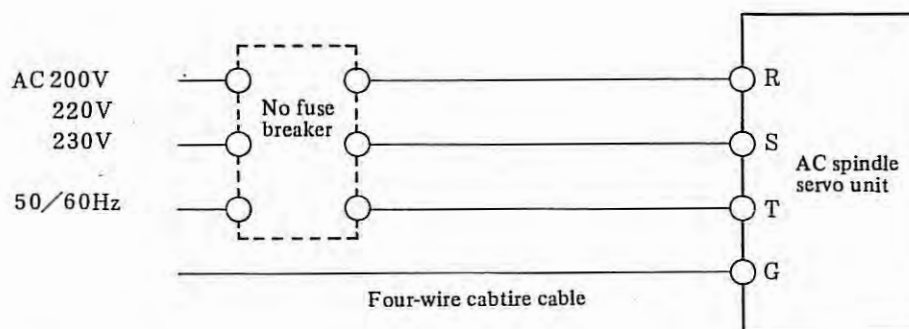 AC 200V
220V
230V
50/60Hz
No fuse
breaker
R
S
T
G
AC spindle
servo unit
Four-wire cabtire cable